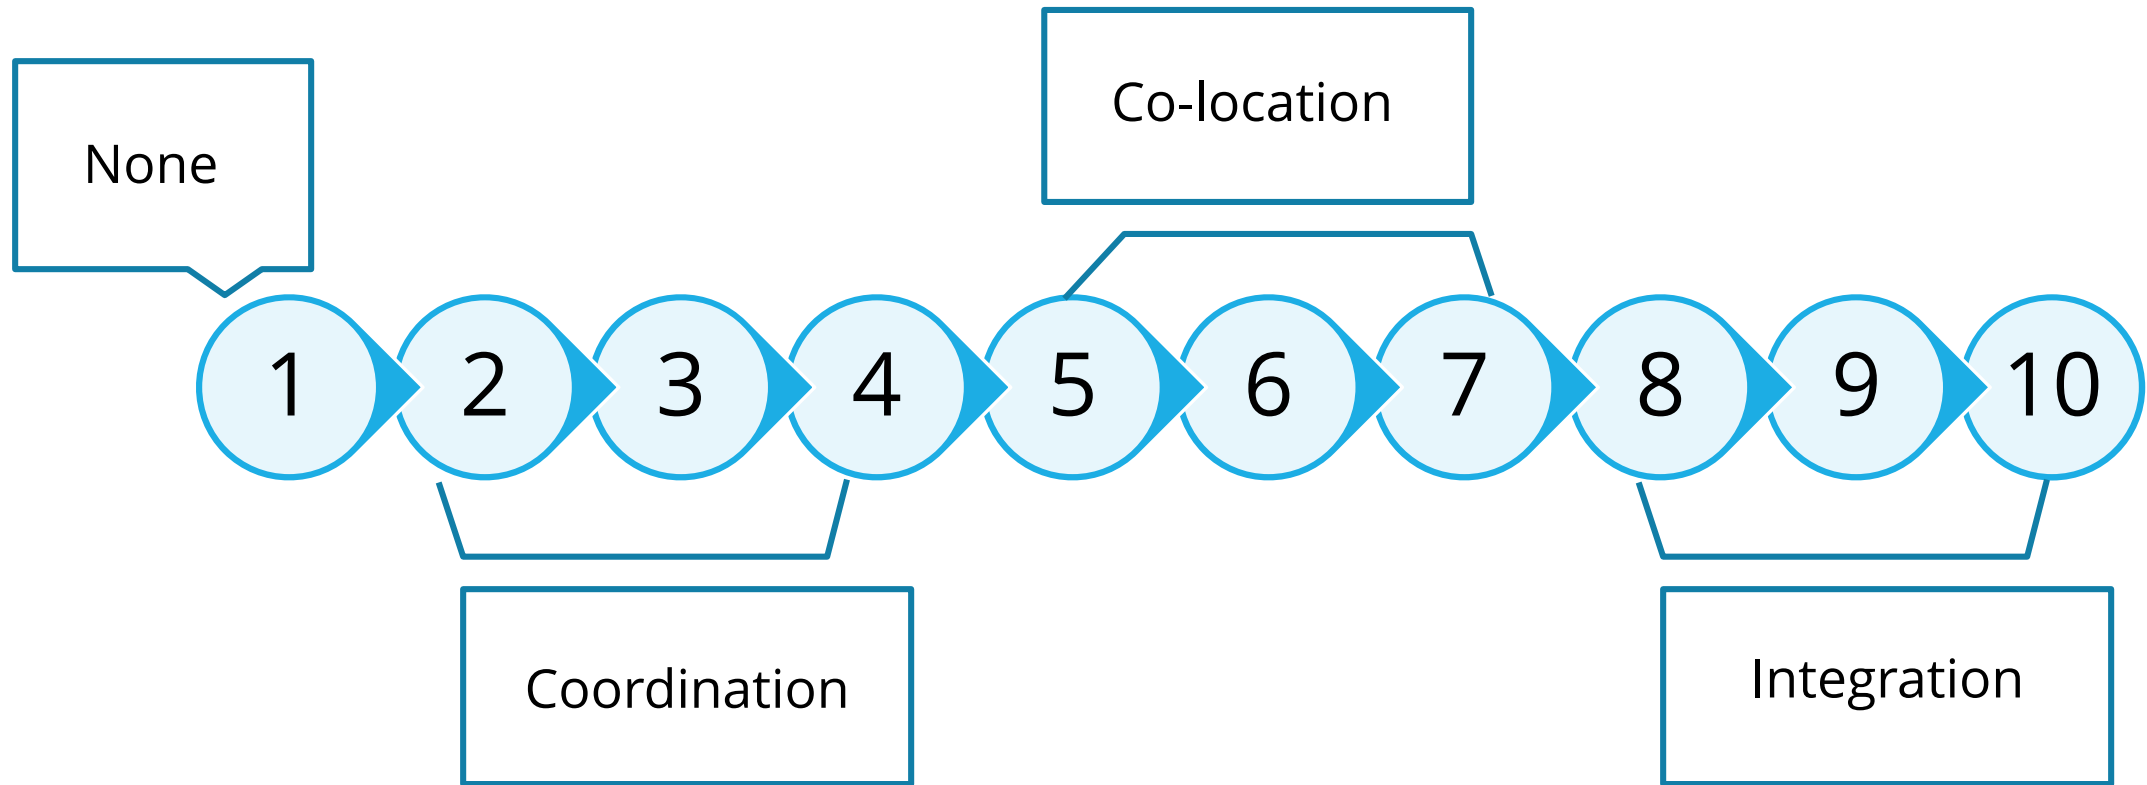 Co-location
None
1 2 3 4 5 6 7 8 9 10
Coordination
Integration